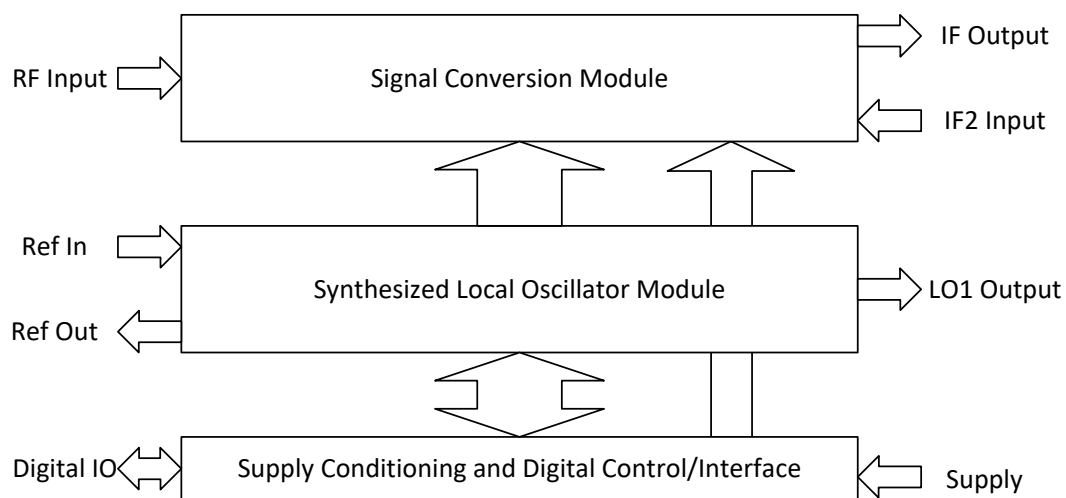 IF Output
RF Input
Signal Conversion Module
IF2 Input
Ref In
Synthesized Local Oscillator Module
LO1 Output
Ref Out
Digital IO
Supply Conditioning and Digital Control/Interface
Supply